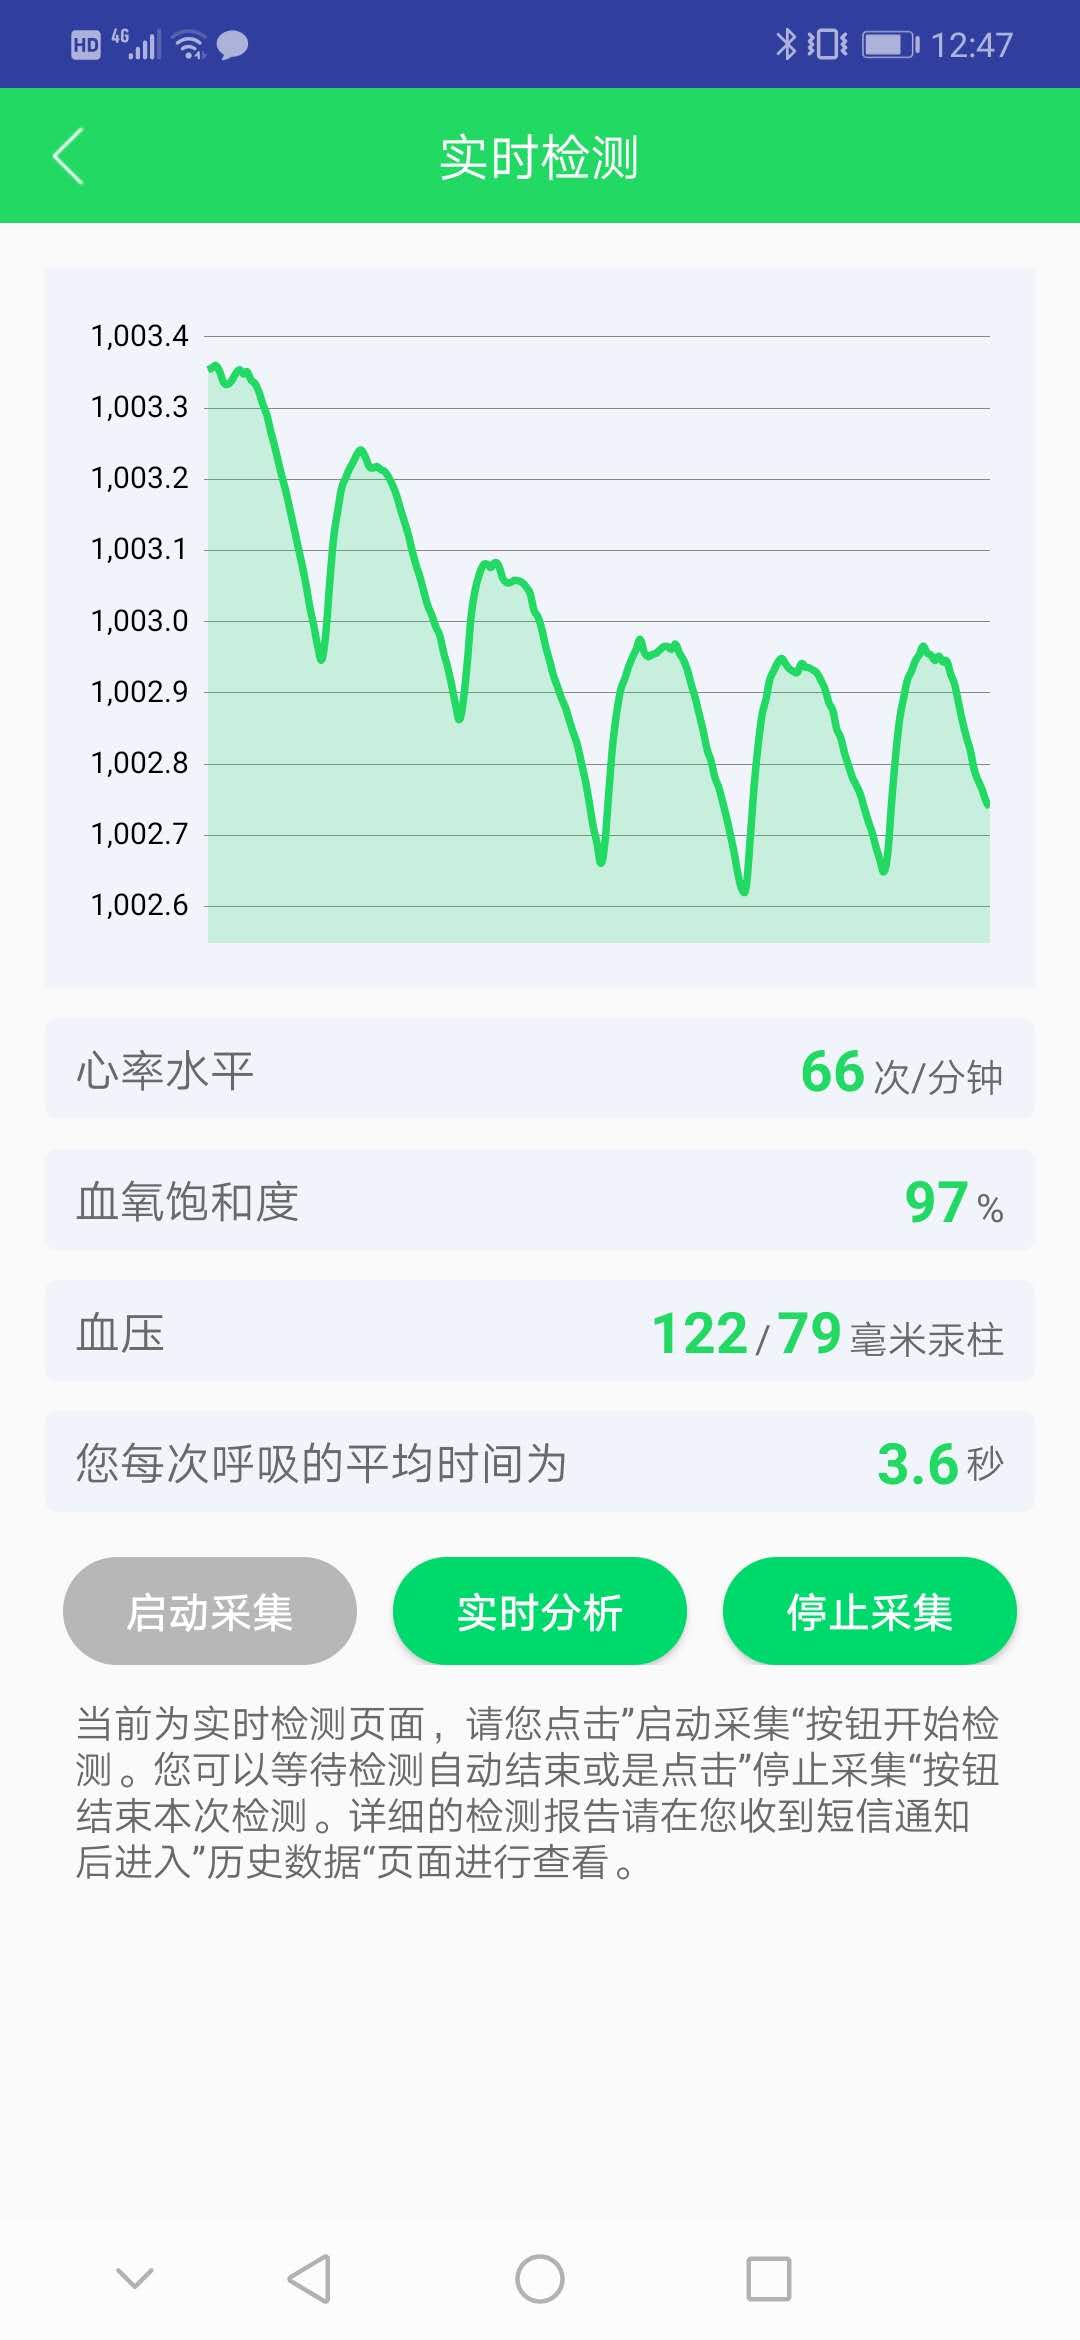 HD 4G 12:47
实时检测
1,003.4
1,003.3
1,003.2
1,003.1
1,003.0
1,002.9
1,002.8
1,002.7
1,002.6
心率水平 66 次/分钟
血氧饱和度 97 %
血压 122 / 79 毫米汞柱
您每次呼吸的平均时间为 3.6 秒
启动采集 实时分析 停止采集
当前为实时检测页面，请您点击”启动采集“按钮开始检
测。您可以等待检测自动结束或是点击”停止采集“按钮
结束本次检测。详细的检测报告请在您收到短信通知
后进入”历史数据“页面进行查看。